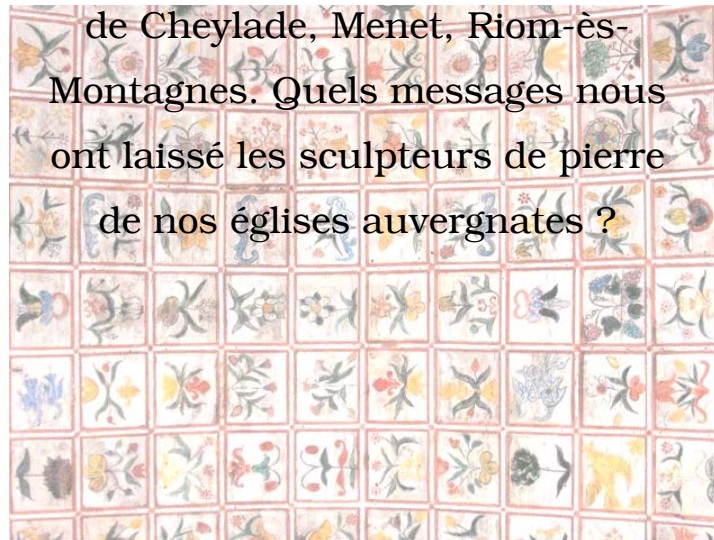 de Cheylade, Menet, Riom-ès-
Montagnes. Quels messages nous
ont laissé les sculpteurs de pierre
de nos églises auvergnates ?